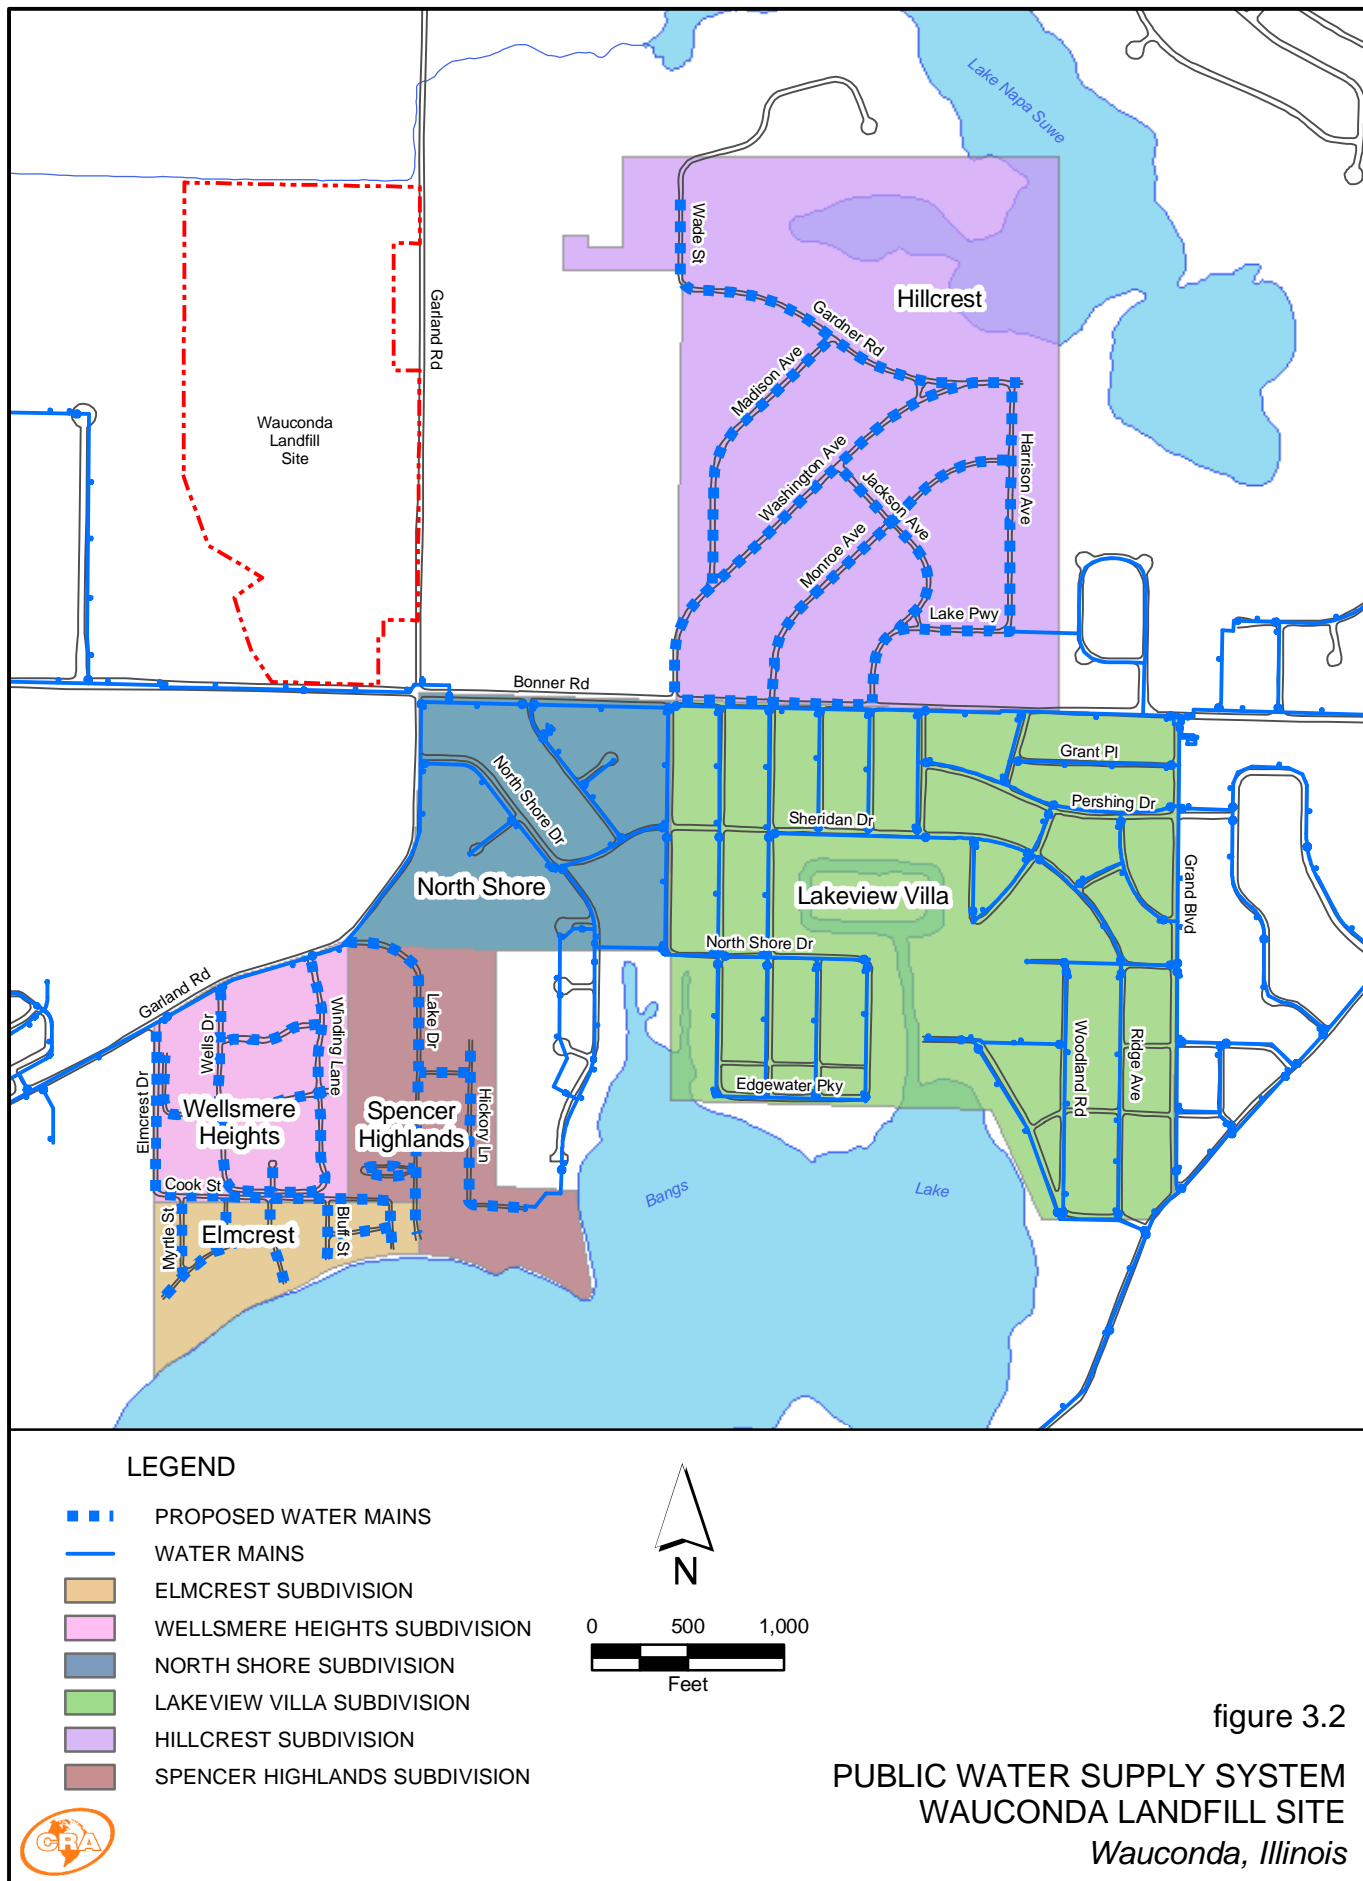 Lake Napa Suwe
Wade St
Hillcrest
Garland Rd
Gardner Rd
Madison Ave
Wauconda
Landfill
Site
Washington Ave
Harrison Ave
Jackson Ave
Monroe Ave
Lake Pwy
Bonner Rd
Grant Pl
North Shore Dr
Pershing Dr
Sheridan Dr
North Shore
Lakeview Villa
Grand Blvd
North Shore Dr
Garland Rd
Wells Dr
Winding Lane
Lake Dr
Woodland Rd
Ridge Ave
Edgewater Pky
Elmcrest Dr
Wellsmere
Heights
Spencer
Highlands
Hickory Ln
Cook St
Bangs
Lake
Myrtle St
Elmcrest
Bluff St
LEGEND
PROPOSED WATER MAINS
WATER MAINS
ELMCREST SUBDIVISION
WELLSMERE HEIGHTS SUBDIVISION
NORTH SHORE SUBDIVISION
LAKEVIEW VILLA SUBDIVISION
HILLCREST SUBDIVISION
SPENCER HIGHLANDS SUBDIVISION
N
0 500 1,000
Feet
figure 3.2
PUBLIC WATER SUPPLY SYSTEM
WAUCONDA LANDFILL SITE
Wauconda, Illinois
CRA